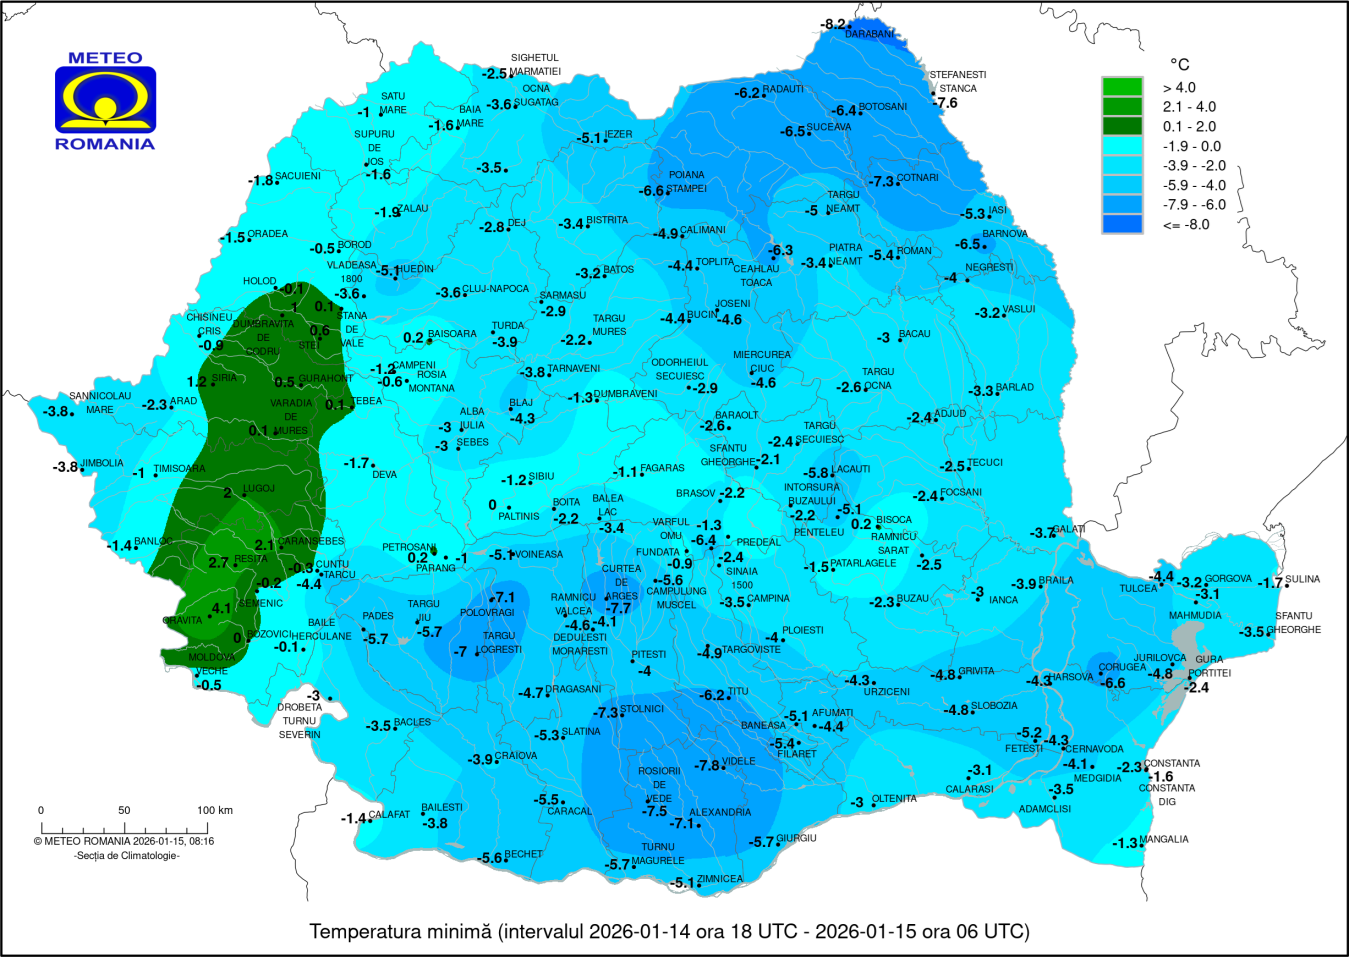 METEO
ROMANIA
°C
> 4.0
2.1 - 4.0
0.1 - 2.0
-1.9 - 0.0
-3.9 - -2.0
-5.9 - -4.0
-7.9 - -6.0
<= -8.0
-8.2
DARABANI
SIGHETUL
MARMATIEI
-2.5
OCNA
SUGATAG
-3.6
SATU
MARE
-1
BAIA
MARE
-1.6
-6.2
RADAUTI
STEFANESTI
STANCA
-7.6
-6.4
BOTOSANI
-6.5
SUCEAVA
-5.1
IEZER
SUPURU
DE
JOS
-1.6
-1.8
SACUIENI
-3.5
POIANA
STAMPEI
-6.6
-7.3
COTNARI
-1.9
ZALAU
TARGU
NEAMT
-5
-5.3
IASI
-1.5
ORADEA
-2.8
DEJ
-3.4
BISTRITA
-4.9
CALIMANI
BARNOVA
-6.5
-0.5
BOROD
-6.3
CEAHLAU
TOACA
PIATRA
NEAMT
-3.4
-5.4
ROMAN
VLADEASA
1800
-3.6
-5.1
HUEDIN
-3.2
BATOS
-4.4
TOPLITA
NEGRESTI
-4
HOLOD
-0.1
-3.6
CLUJ-NAPOCA
SARMASU
-2.9
JOSENI
-4.6
-4.4
BUCIN
-3.2
VASLUI
1
DUMBRAVITA
DE
CODRU
0.1
STANA
DE
VALE
CHISINEU
CRIS
-0.9
0.6
STEI
0.2
BAISOARA
TURDA
-3.9
TARGU
MURES
-2.2
-3
BACAU
1.2
SIRIA
0.5
GURAHONT
-1.2
CAMPENI
-0.6
ROSIA
MONTANA
-3.8
TARNAVENI
ODORHEIUL
SECUIESC
-2.9
MIERCUREA
CIUC
-4.6
TARGU
OCNA
-2.6
-3.3
BARLAD
SANNICOLAU
MARE
-3.8
-2.3
ARAD
VARADIA
DE
MURES
0.1
0.1
TEBEA
ALBA
IULIA
-3
BLAJ
-4.3
-1.3
DUMBRAVENI
BARAOLT
-2.6
-2.4
ADJUD
-3
SEBES
TARGU
SECUIESC
-2.4
-3.8
JIMBOLIA
-1
TIMISOARA
-1.7
DEVA
-1.2
SIBIU
-1.1
FAGARAS
SFANTU
GHEORGHE
-2.1
-5.8
LACAUTI
-2.5
TECUCI
2
LUGOJ
0
PALTINIS
BOITA
-2.2
BALEA
LAC
-3.4
BRASOV
-2.2
INTORSURA
BUZAULUI
-2.2
-5.1
PENTELEU
0.2
BISOCA
-2.4
FOCSANI
-1.4
BANLOC
2.1
CARANSEBES
PETROSANI
0.2
-1
PARANG
-5.1
VOINEASA
VARFUL
OMU
-6.4
-1.3
PREDEAL
RAMNICU
SARAT
-2.5
-3.7
GALATI
2.7
RESITA
-0.3
CUNTU
-4.4
TARCU
FUNDATA
-0.9
-2.4
SINAIA
1500
-1.5
PATARLAGELE
-0.2
SEMENIC
CURTEA
DE
ARGES
-7.7
-5.6
CAMPULUNG
MUSCEL
-3.5
CAMPINA
-2.3
BUZAU
-3
IANCA
-3.9
BRAILA
-4.4
TULCEA
-3.2
GORGOVA
-1.7
SULINA
4.1
ORAVITA
-7.1
POLOVRAGI
RAMNICU
VALCEA
-4.6
-4.1
DEDULESTI
MORARESTI
-3.1
MAHMUDIA
0
BOZOVICI
BAILE
HERCULANE
-0.1
PADES
-5.7
TARGU
JIU
-5.7
TARGU
LOGRESTI
-7
-4
PLOIESTI
SFANTU
GHEORGHE
-3.5
MOLDOVA
VECHE
-0.5
PITESTI
-4
-4.9
TARGOVISTE
-4.8
GRIVITA
-4.3
HARSOVA
CORUGEA
-6.6
JURILOVCA
-4.8
GURA
PORTITEI
-2.4
-3
DROBETA
TURNU
SEVERIN
-4.7
DRAGASANI
-6.2
TITU
-4.3
URZICENI
-3.5
BACLES
-7.3
STOLNICI
-5.1
BANEASA
AFUMATI
-4.4
-4.8
SLOBOZIA
-5.3
SLATINA
-5.4
FILARET
-5.2
FETESTI
-4.3
CERNAVODA
-3.9
CRAIOVA
-7.8
VIDELE
-3.1
CALARASI
-4.1
MEDGIDIA
-2.3
CONSTANTA
-1.6
CONSTANTA
DIG
ROSIORII
DE
VEDE
-7.5
-5.5
CARACAL
-3
OLTENITA
-3.5
ADAMCLISI
-1.4
CALAFAT
BAILESTI
-3.8
-7.1
ALEXANDRIA
-5.7
GIURGIU
-1.3
MANGALIA
-5.6
BECHET
TURNU
MAGURELE
-5.7
-5.1
ZIMNICEA
0 50 100 km
© METEO ROMANIA 2026-01-15, 08:16
-Secția de Climatologie-
Temperatura minimă (intervalul 2026-01-14 ora 18 UTC - 2026-01-15 ora 06 UTC)